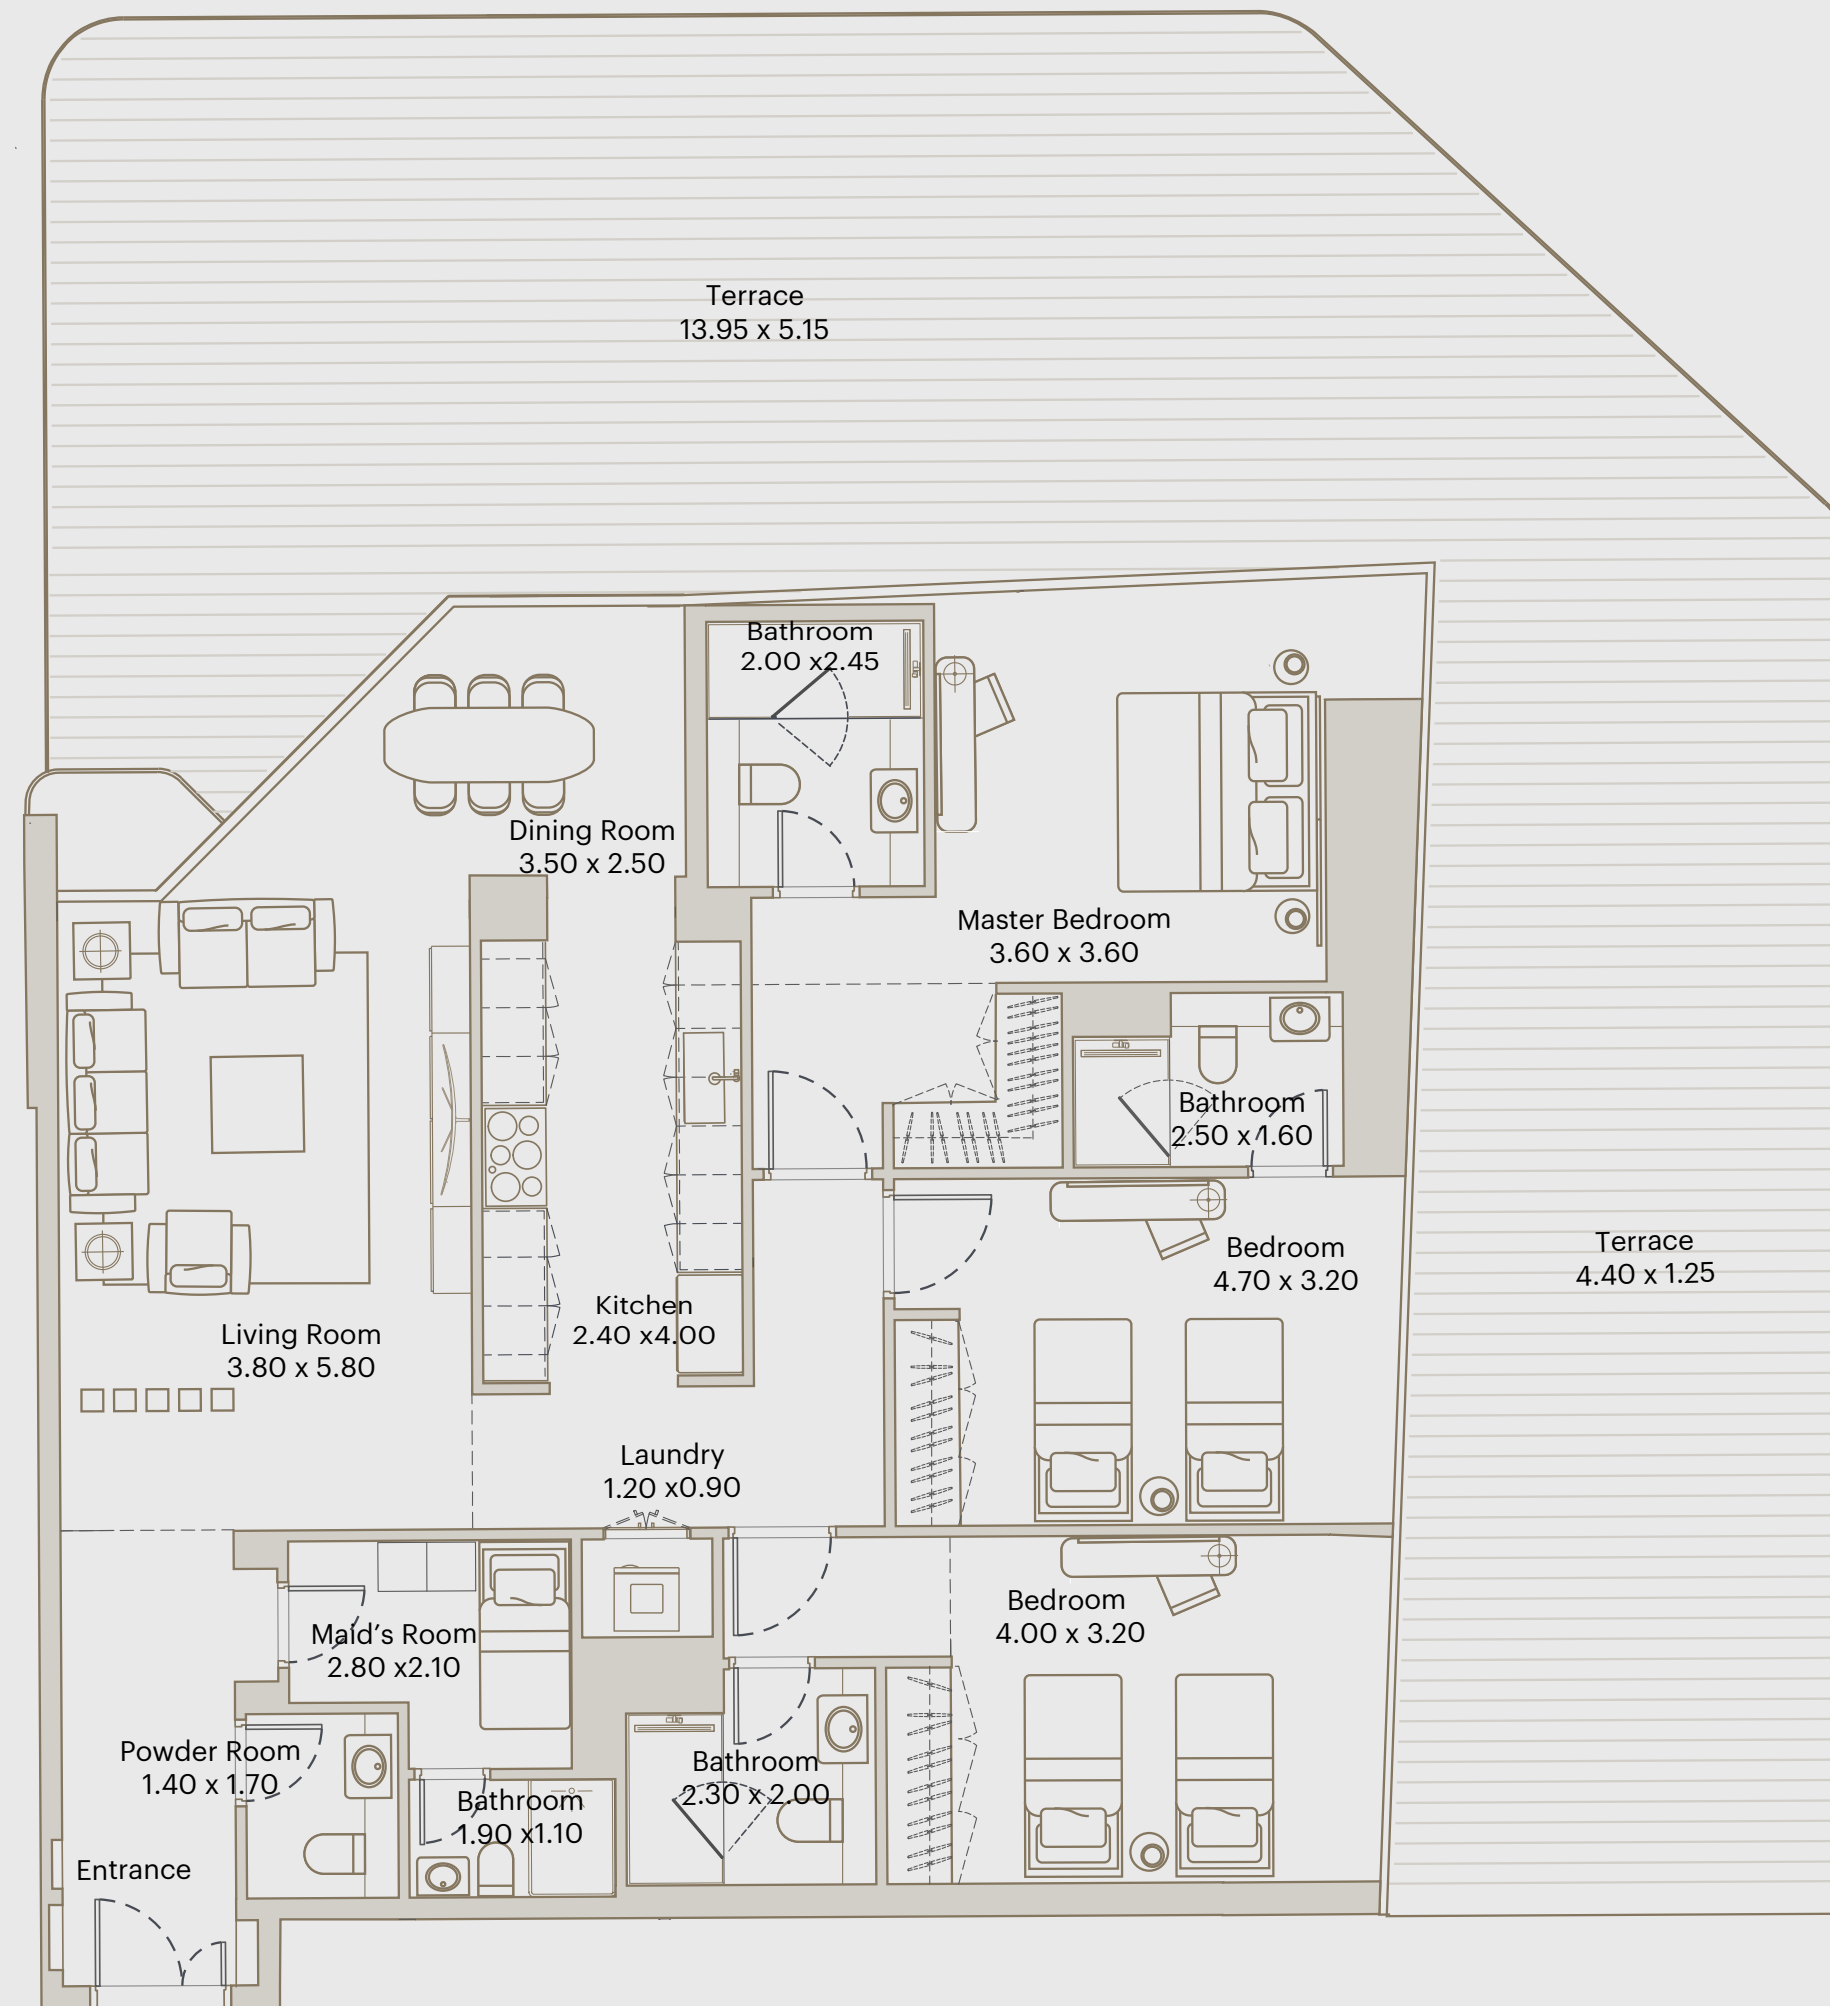 Terrace
13.95 x 5.15
Bathroom
2.00 x2.45
Dining Room
3.50 x 2.50
Master Bedroom
3.60 x 3.60
Bathroom
2.50 x 1.60
Bedroom
4.70 x 3.20
Terrace
4.40 x 1.25
Kitchen
2.40 x4.00
Living Room
3.80 x 5.80
Laundry
1.20 x0.90
Bedroom
4.00 x 3.20
Maid's Room
2.80 x2.10
Powder Room
1.40 x 1.70
Bathroom
2.30 x 2.00
Bathroom
1.90 x1.10
Entrance